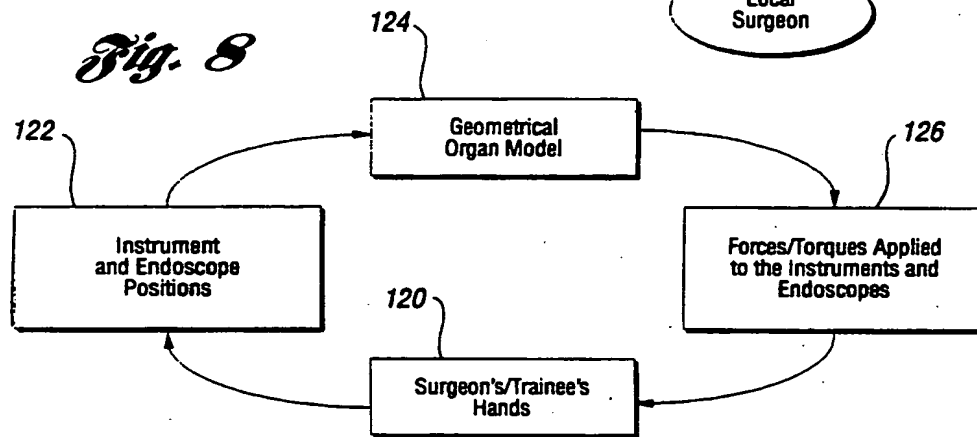 Local
Surgeon
Fig. 8
124
Geometrical
Organ Model
122
126
Instrument
and Endoscope
Positions
Forces/Torques Applied
to the Instruments and
Endoscopes
120
Surgeon's/Trainee's
Hands